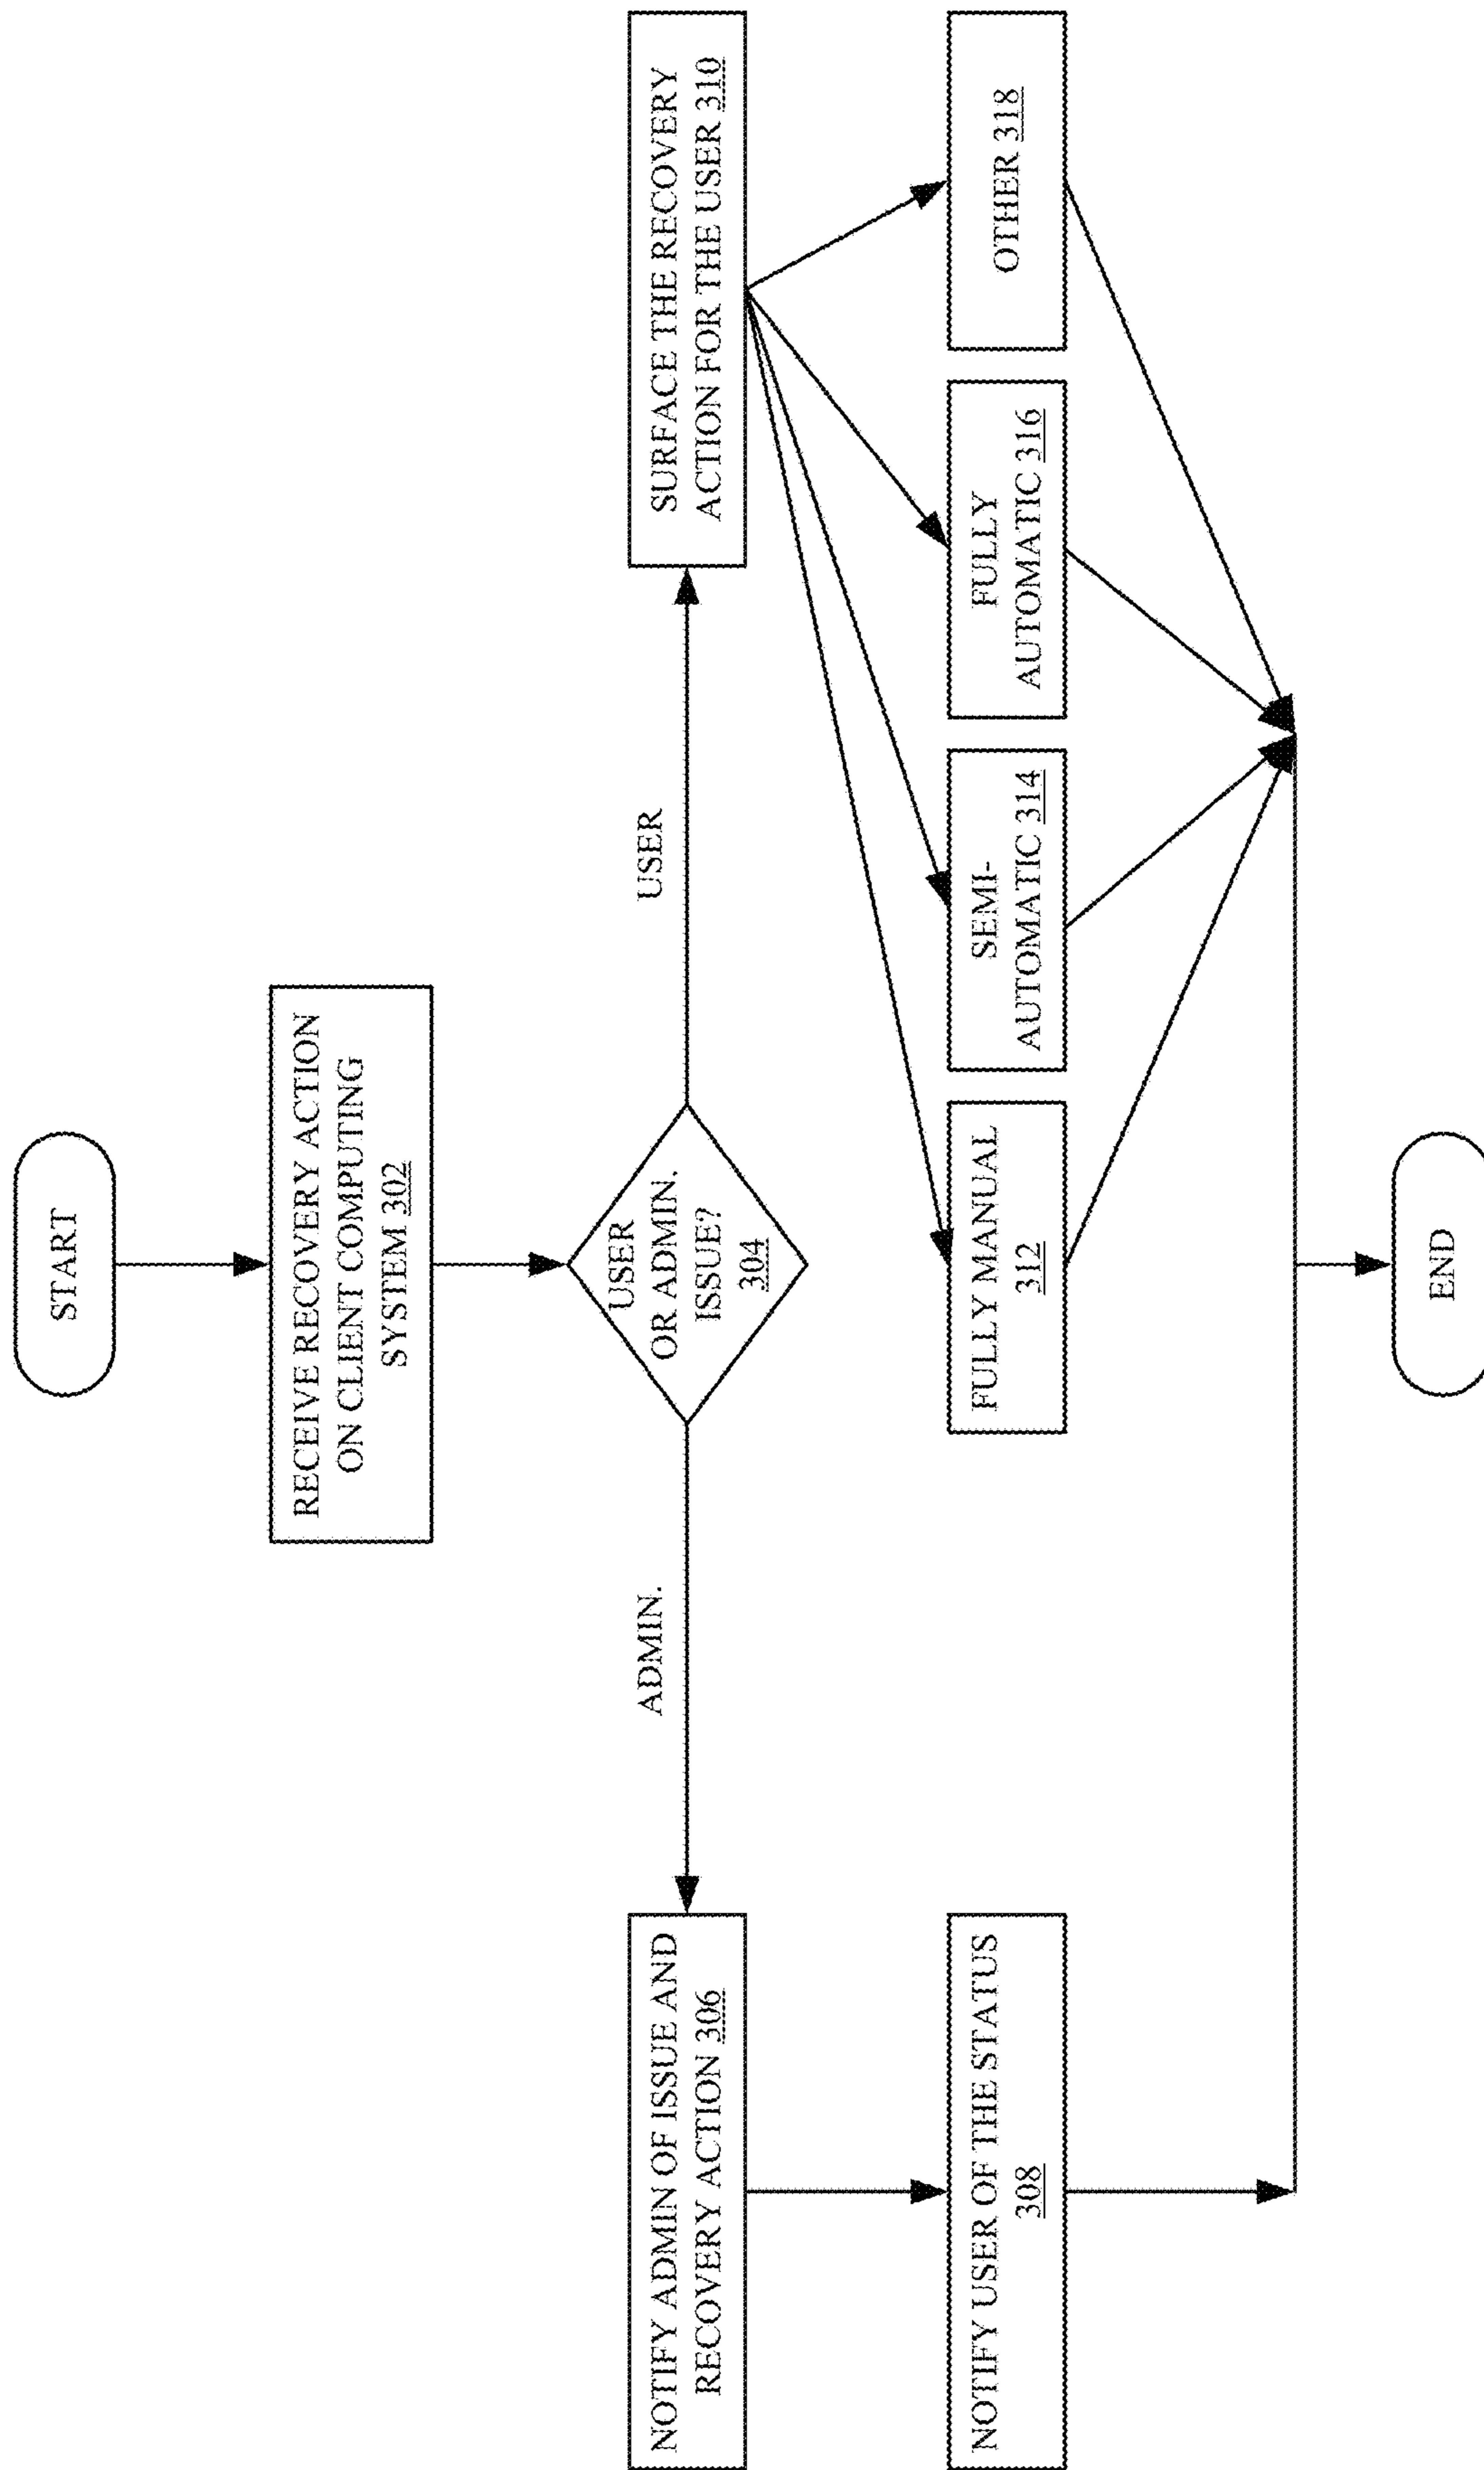 START
RECEIVE RECOVERY ACTION
ON CLIENT COMPUTING
SYSTEM 302
USER
OR ADMIN.
ISSUE?
304
ADMIN.
USER
NOTIFY ADMIN OF ISSUE AND
RECOVERY ACTION 306
SURFACE THE RECOVERY
ACTION FOR THE USER 310
NOTIFY USER OF THE STATUS
308
FULLY MANUAL
312
SEMI-
AUTOMATIC 314
FULLY
AUTOMATIC 316
OTHER 318
END